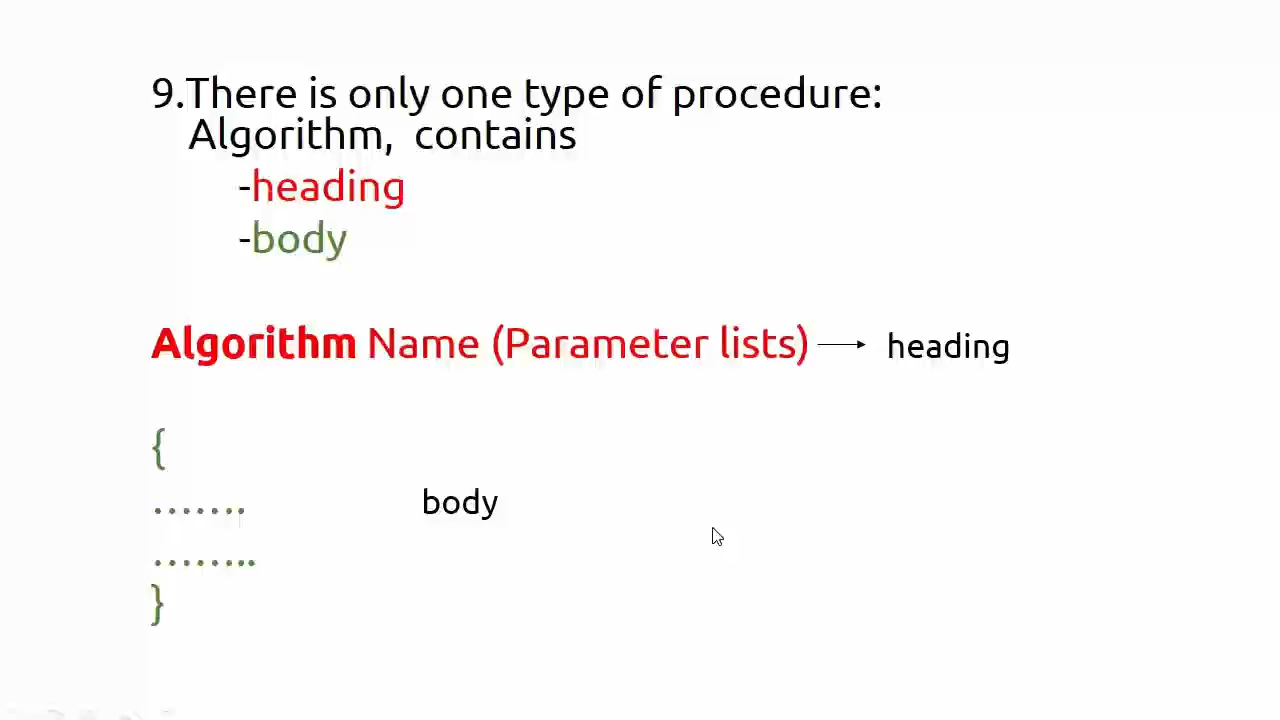 9.There is only one type of procedure:
Algorithm, contains
-heading
-body
Algorithm Name (Parameter lists) heading
{
....... body
........
}